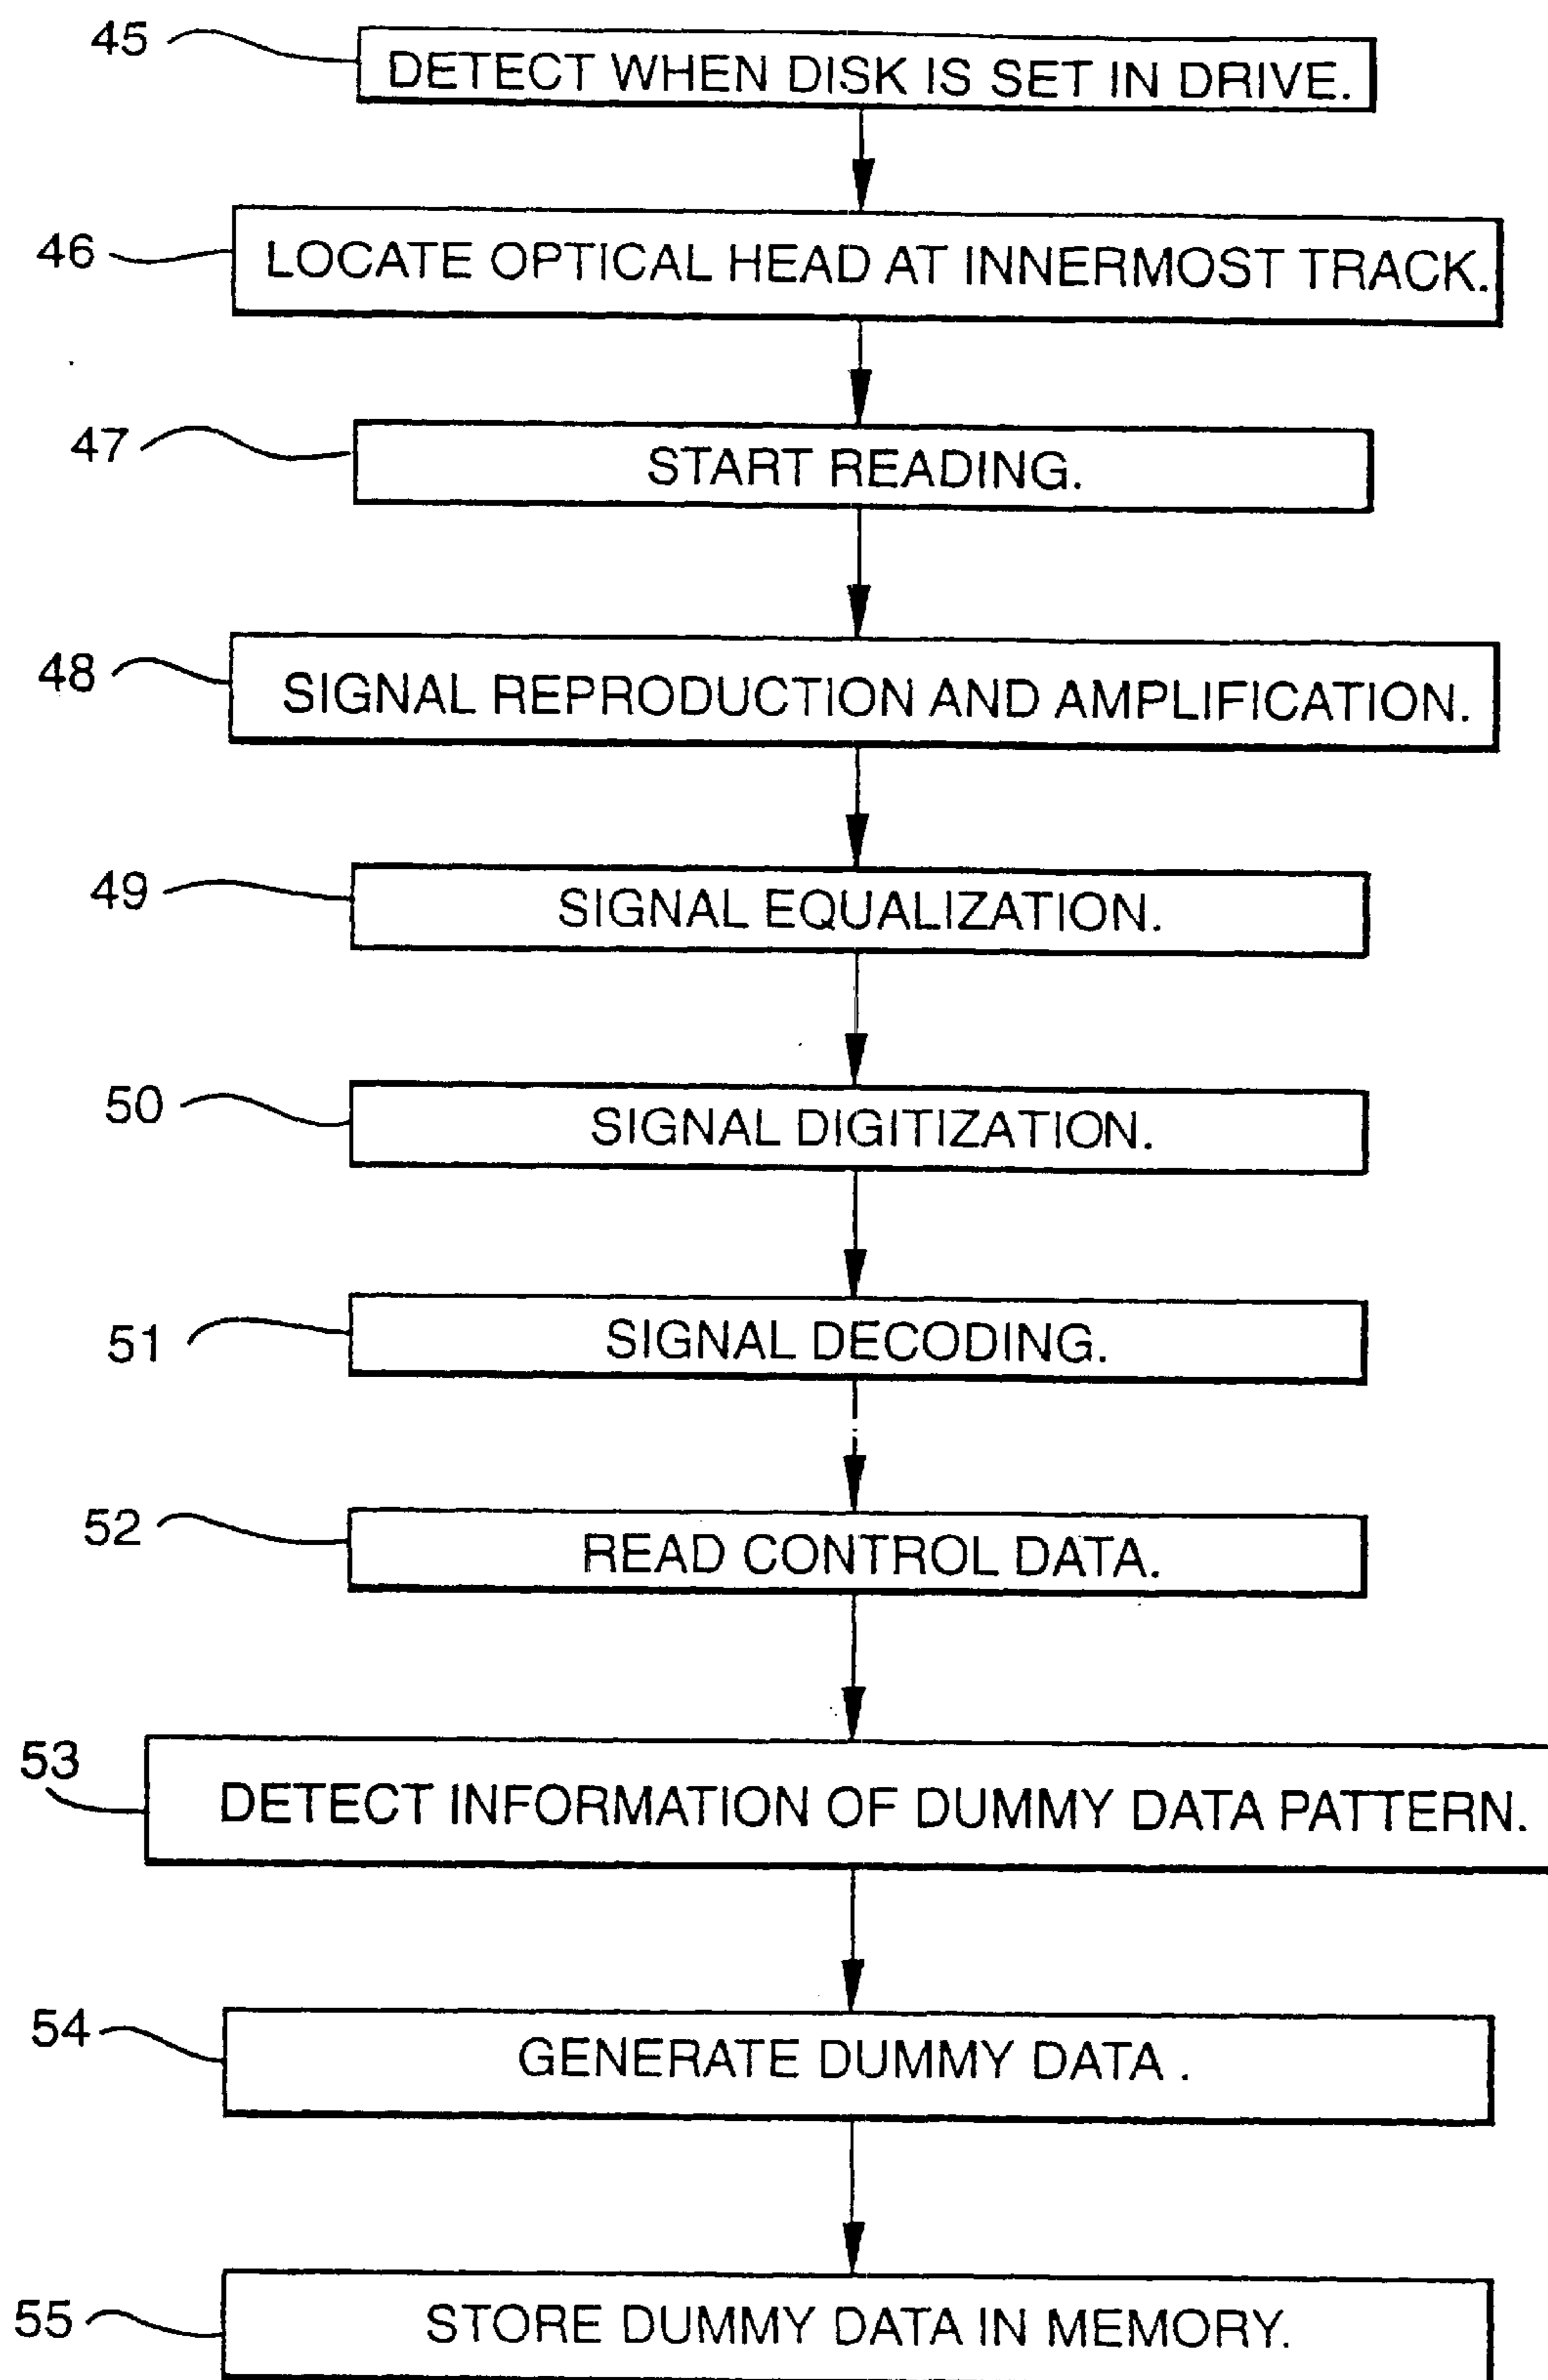 45 DETECT WHEN DISK IS SET IN DRIVE.
46 LOCATE OPTICAL HEAD AT INNERMOST TRACK.
47 START READING.
48 SIGNAL REPRODUCTION AND AMPLIFICATION.
49 SIGNAL EQUALIZATION.
50 SIGNAL DIGITIZATION.
51 SIGNAL DECODING.
52 READ CONTROL DATA.
53 DETECT INFORMATION OF DUMMY DATA PATTERN.
54 GENERATE DUMMY DATA .
55 STORE DUMMY DATA IN MEMORY.